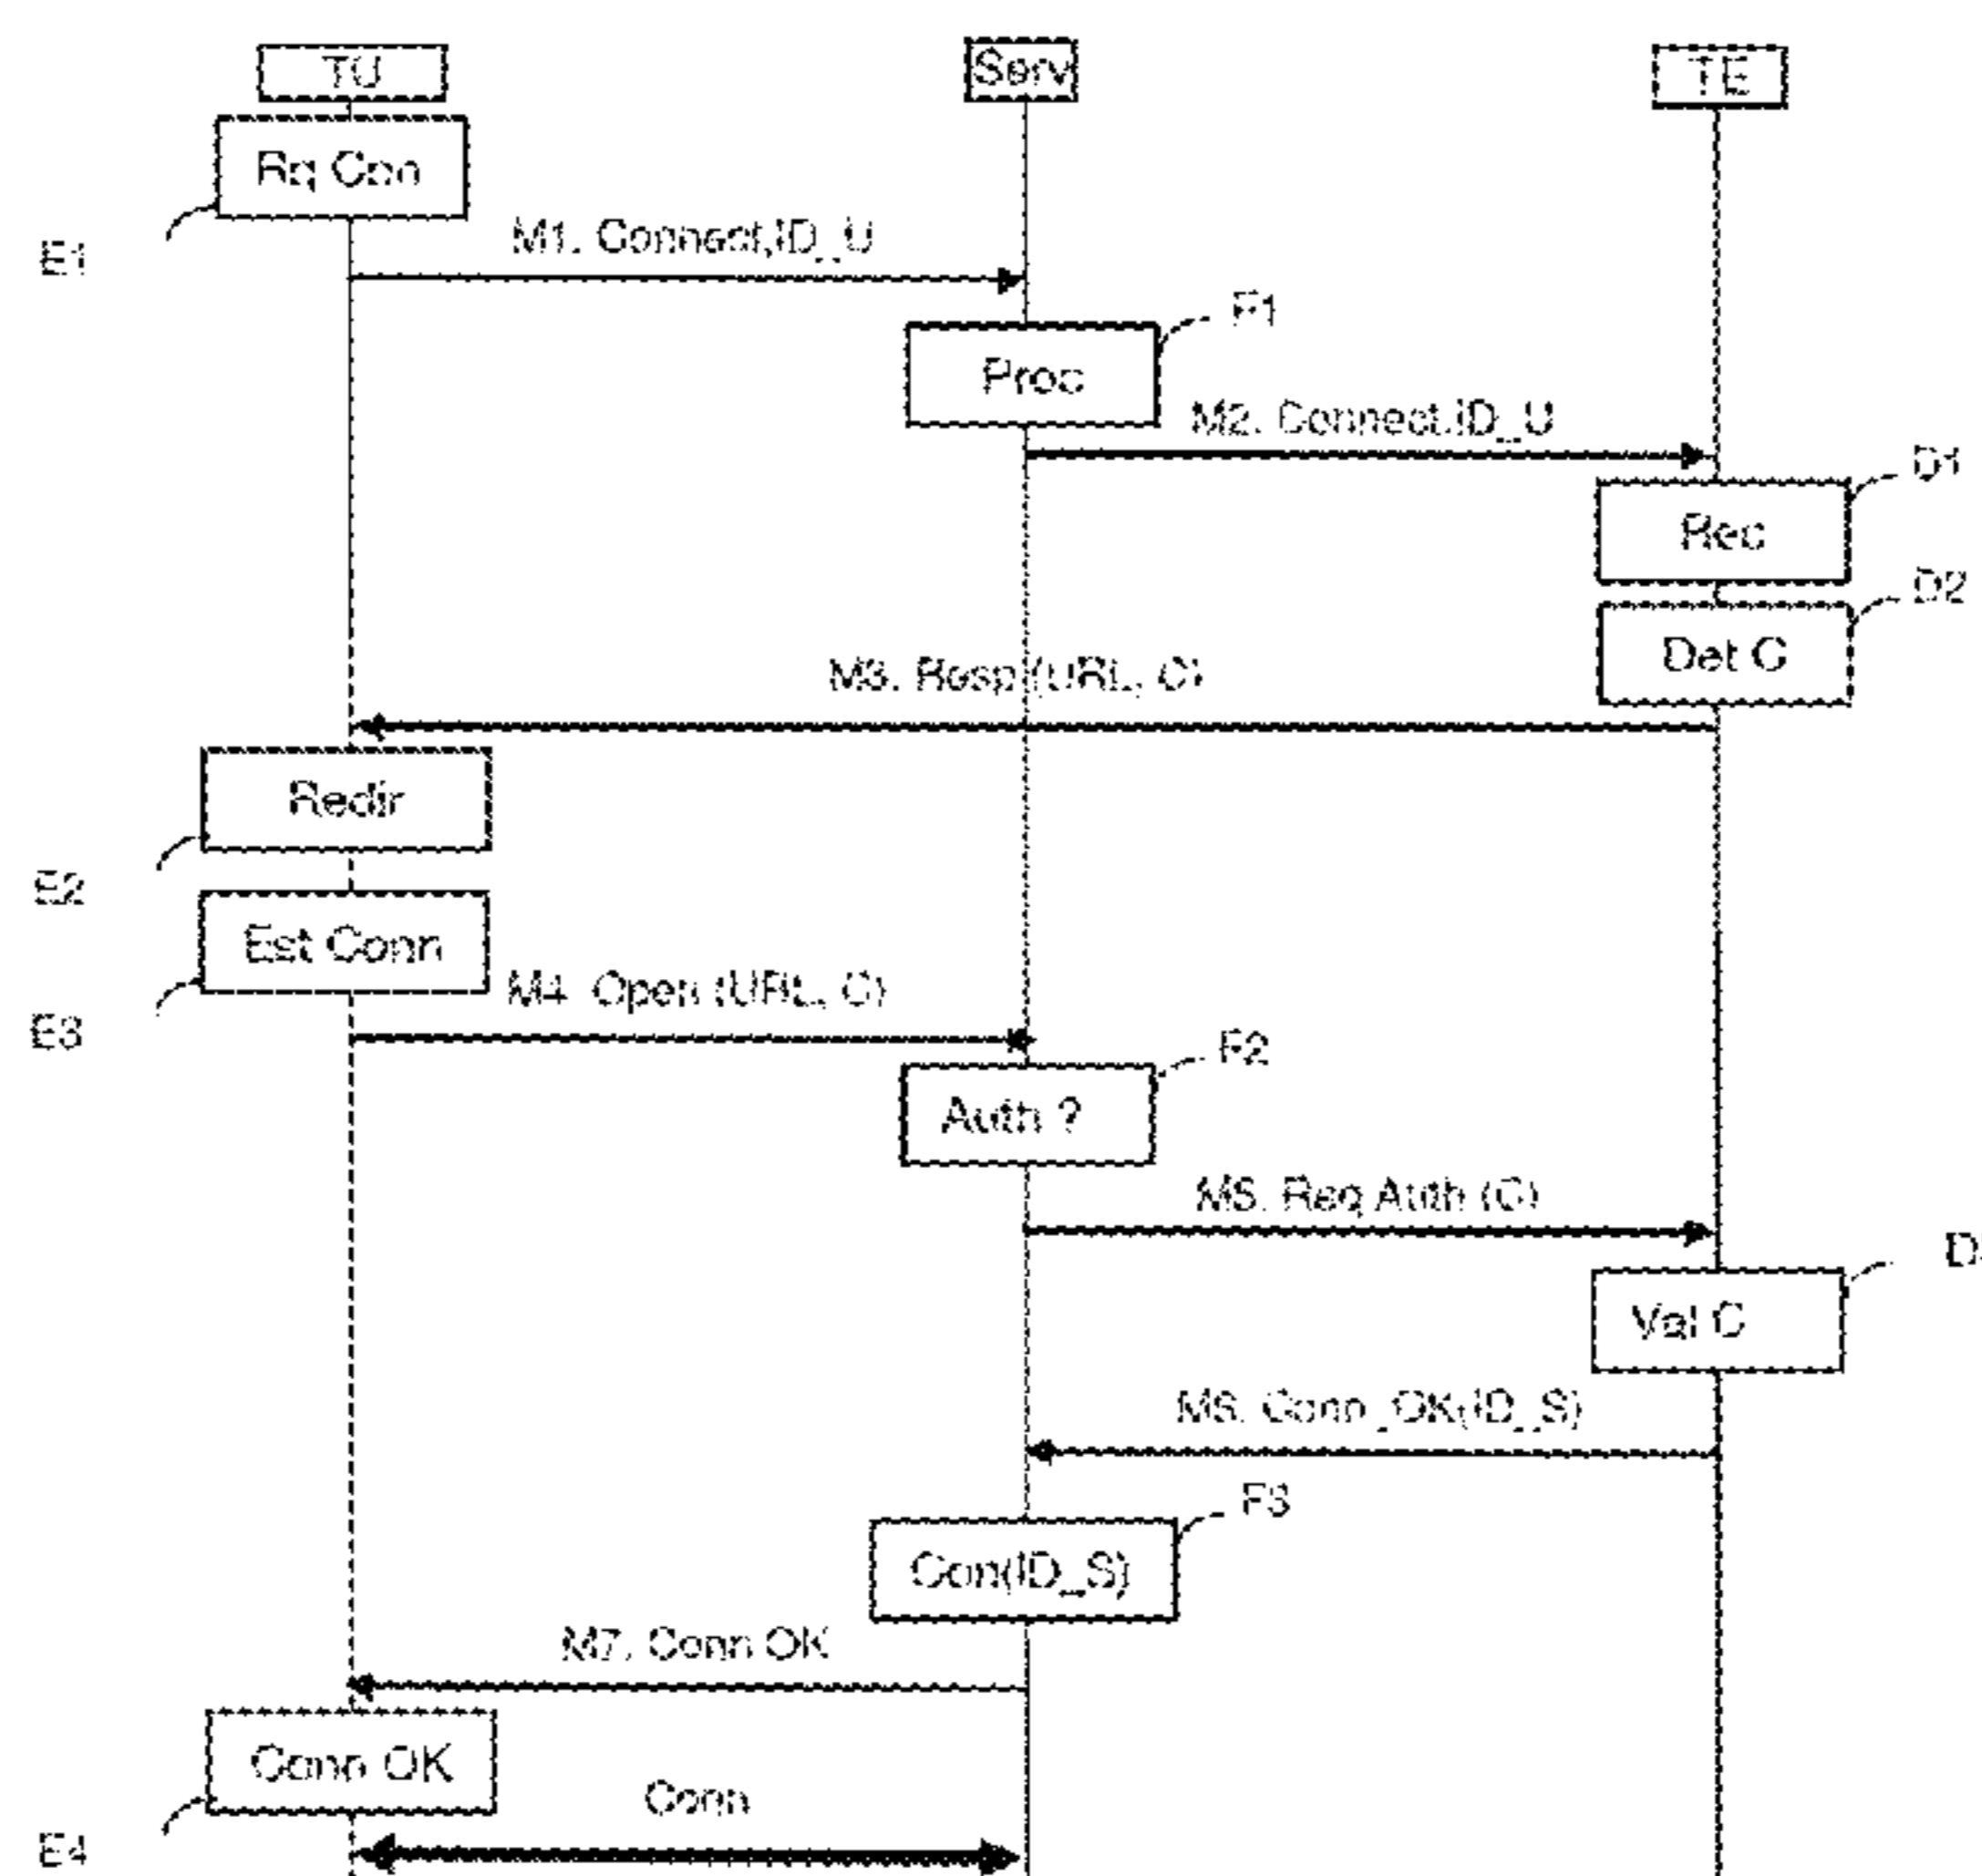 TU
Serv
TE
Rq Con
E1
M1. Connect,ID_U
F1
Proc
M2. Connect,ID_U
D1
Rec
D2
Det C
M3. Resp (URL, C)
Redir
E2
Est Conn
M4. Open (URL, C)
E3
F2
Auth ?
M5. Req Auth (C)
Val C
M6. Conn_OK(ID_S)
F3
Con(ID_S)
M7. Conn OK
Conn OK
Conn
E4